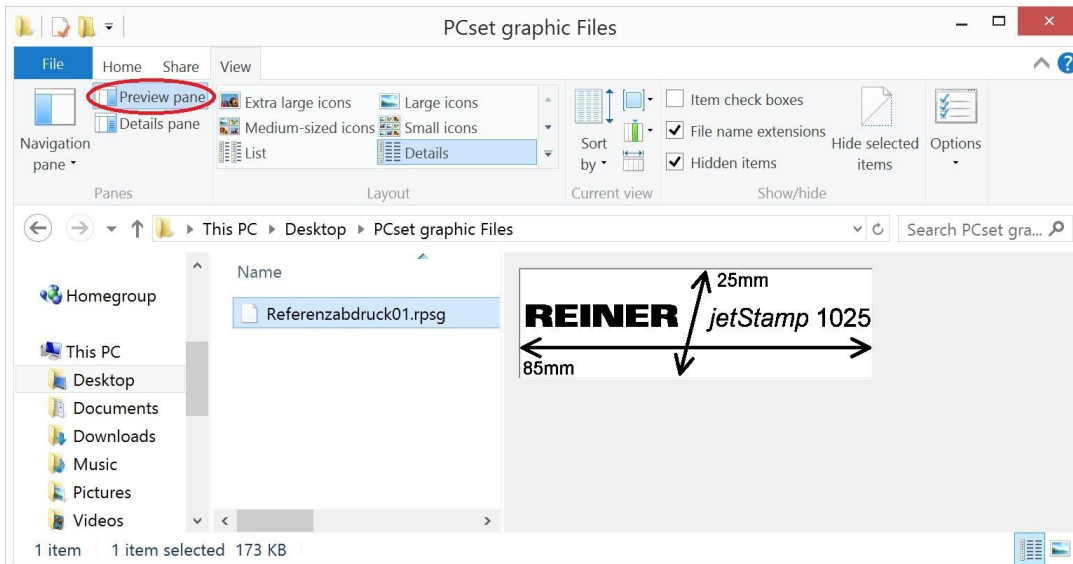 PCset graphic Files
File Home Share View
Preview pane
Details pane
Navigation
pane
Extra large icons Large icons
Medium-sized icons Small icons
List Details
Sort
by
Item check boxes
File name extensions
Hidden items
Hide selected
items
Options
Panes Layout Current view Show/hide
This PC Desktop PCset graphic Files
Search PCset gra...
Homegroup
This PC
Desktop
Documents
Downloads
Music
Pictures
Videos
Name
Referenzabdruck01.rpsg
25mm
REINER jetStamp 1025
85mm
1 item 1 item selected 173 KB